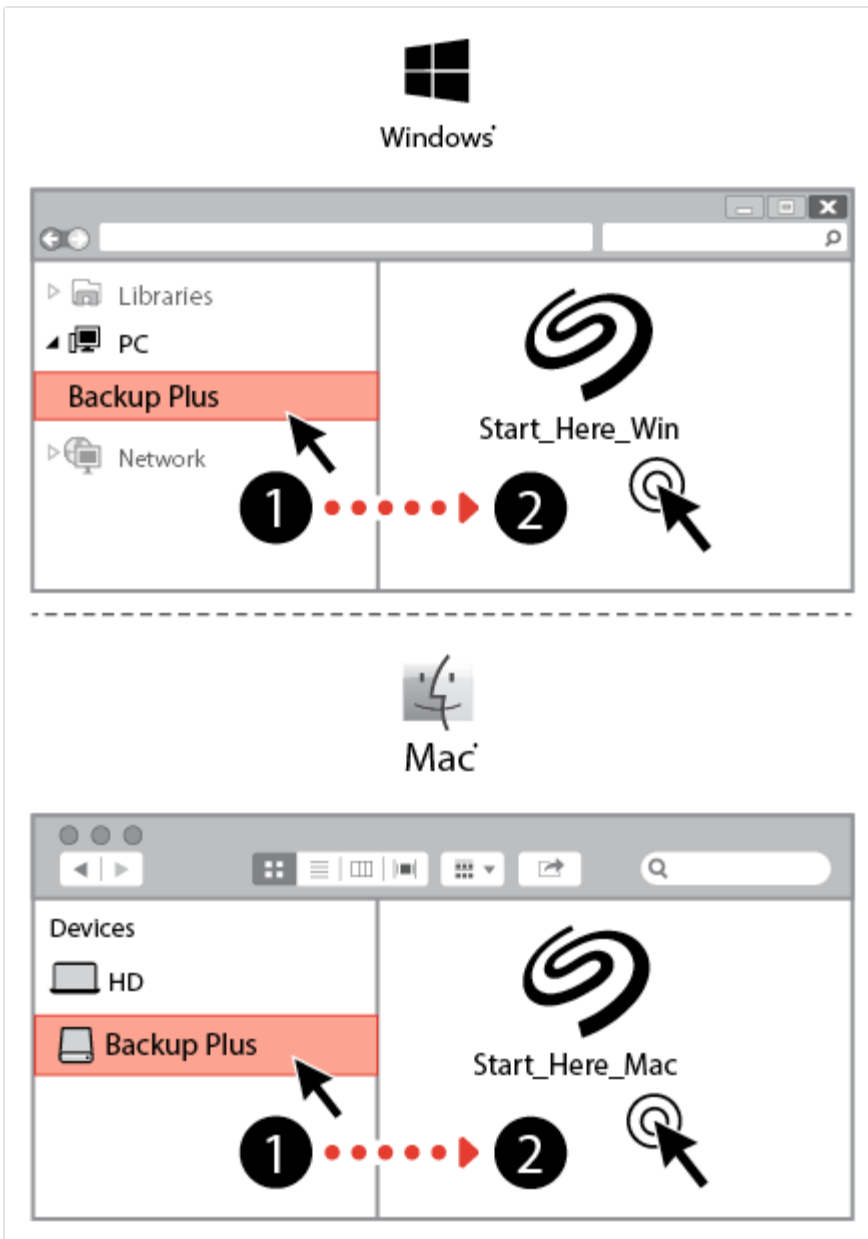 Windows
Libraries
PC
Backup Plus
Network
Start_Here_Win
1
2
Mac
Devices
HD
Backup Plus
Start_Here_Mac
1
2